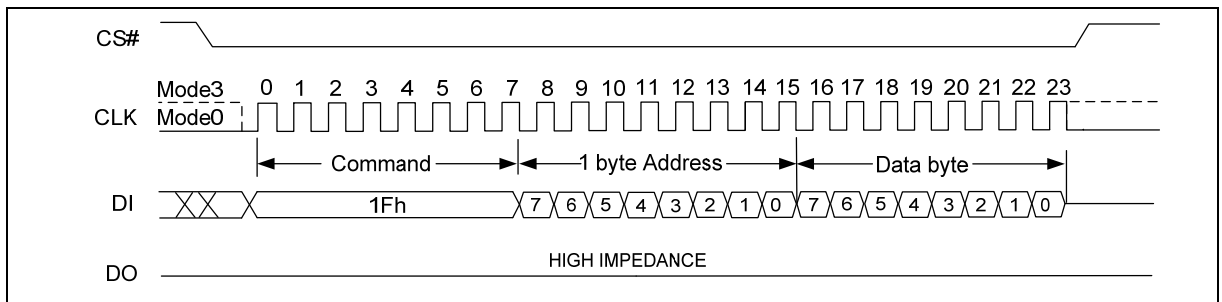 CS#
Mode3 0 1 2 3 4 5 6 7 8 9 10 11 12 13 14 15 16 17 18 19 20 21 22 23
CLK Mode0
Command 1 byte Address Data byte
DI 1Fh 7 6 5 4 3 2 1 0 7 6 5 4 3 2 1 0
HIGH IMPEDANCE
DO